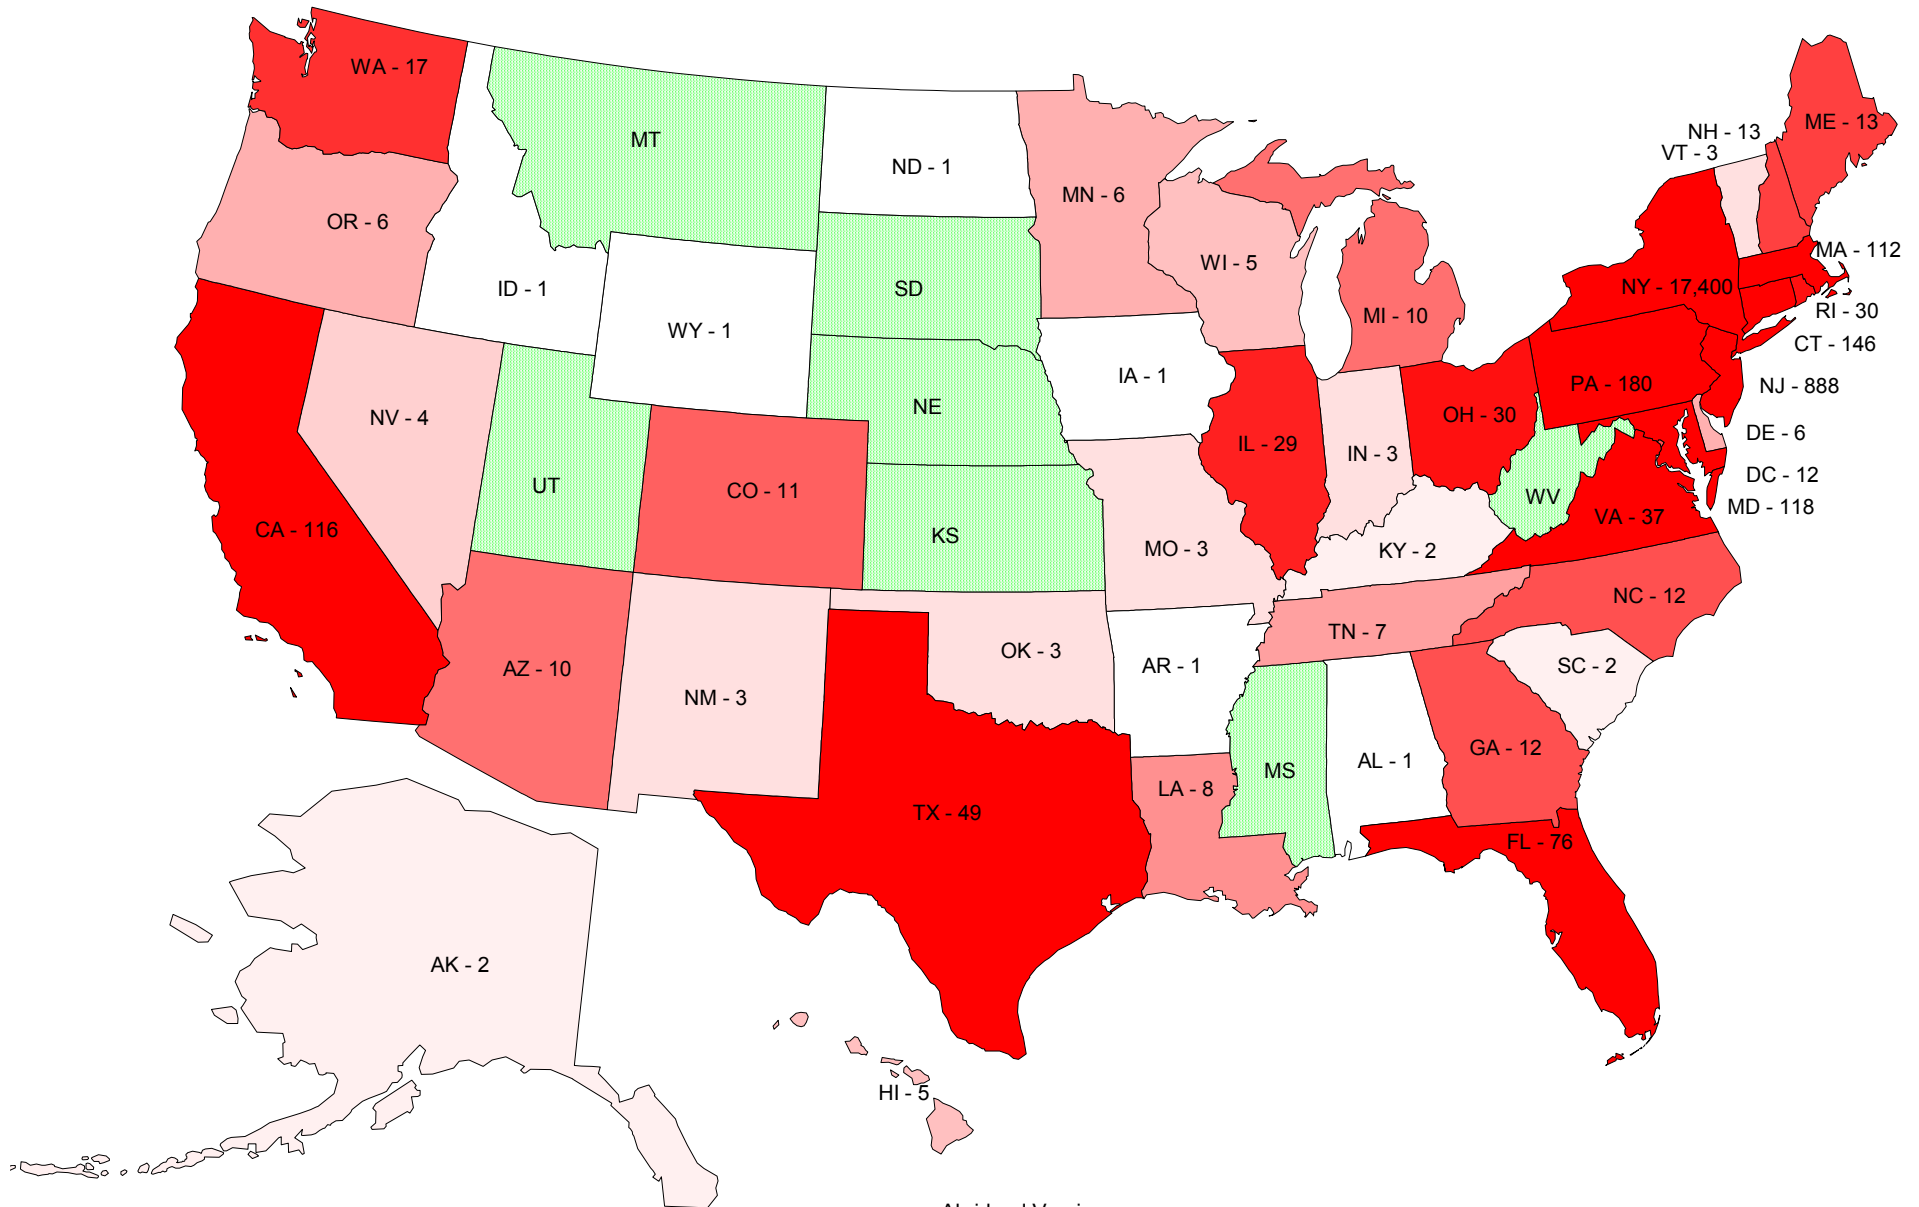 WA - 17
MT
ND - 1
MN - 6
NH - 13
VT - 3
ME - 13
OR - 6
ID - 1
WY - 1
SD
WI - 5
MI - 10
NY - 17,400
MA - 112
RI - 30
CT - 146
NV - 4
UT
CO - 11
NE
IA - 1
IL - 29
IN - 3
OH - 30
PA - 180
NJ - 888
DE - 6
DC - 12
MD - 118
WV
VA - 37
CA - 116
KS
MO - 3
KY - 2
NC - 12
TN - 7
AZ - 10
NM - 3
OK - 3
AR - 1
SC - 2
MS
AL - 1
GA - 12
TX - 49
LA - 8
FL - 76
AK - 2
HI - 5